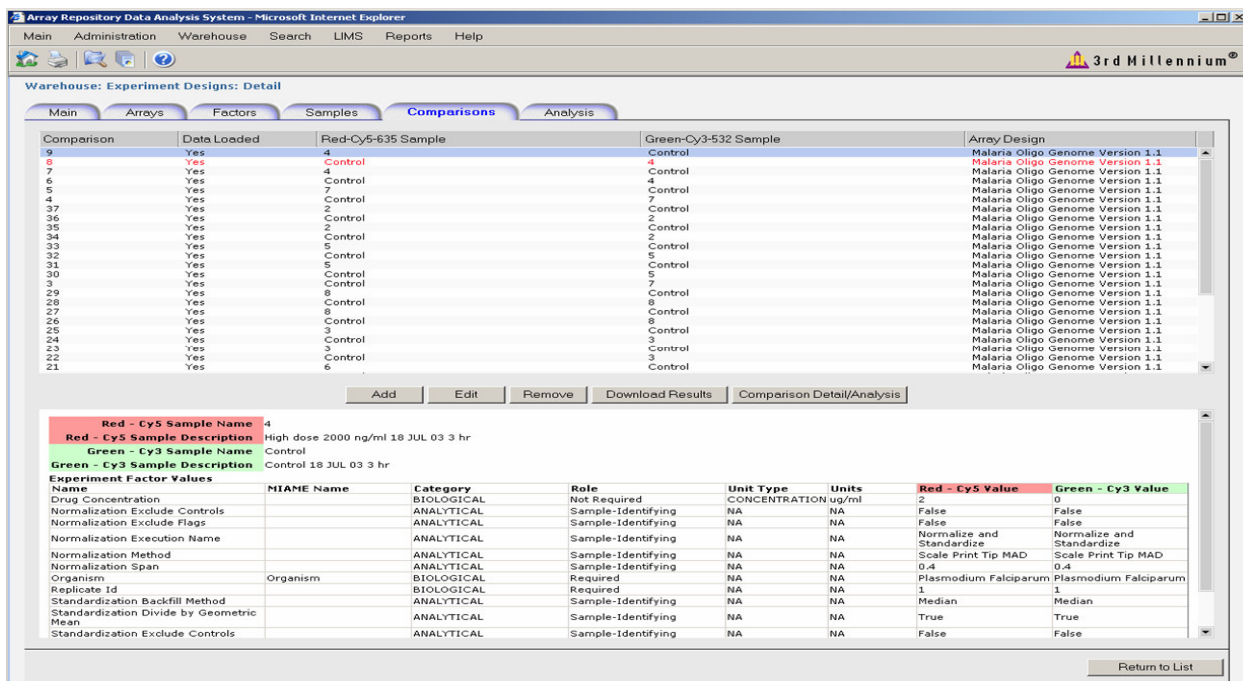 Array Repository Data Analysis System - Microsoft Internet Explorer
Main Administration Warehouse Search LIMS Reports Help
3rd Millennium®
Warehouse: Experiment Designs: Detail
Main Arrays Factors Samples Comparisons Analysis
Comparison Data Loaded Red-Cy5-635 Sample Green-Cy3-532 Sample Array Design
9 Yes 4 Control Malaria Oligo Genome Version 1.1
8 Yes Control 4 Malaria Oligo Genome Version 1.1
7 Yes 4 Control Malaria Oligo Genome Version 1.1
6 Yes Control 4 Malaria Oligo Genome Version 1.1
5 Yes 7 Control Malaria Oligo Genome Version 1.1
4 Yes Control 7 Malaria Oligo Genome Version 1.1
37 Yes 2 Control Malaria Oligo Genome Version 1.1
36 Yes Control 2 Malaria Oligo Genome Version 1.1
35 Yes 2 Control Malaria Oligo Genome Version 1.1
34 Yes Control 2 Malaria Oligo Genome Version 1.1
33 Yes 5 Control Malaria Oligo Genome Version 1.1
32 Yes Control 5 Malaria Oligo Genome Version 1.1
31 Yes 5 Control Malaria Oligo Genome Version 1.1
30 Yes Control 5 Malaria Oligo Genome Version 1.1
3 Yes Control 7 Malaria Oligo Genome Version 1.1
29 Yes 8 Control Malaria Oligo Genome Version 1.1
28 Yes Control 8 Malaria Oligo Genome Version 1.1
27 Yes 8 Control Malaria Oligo Genome Version 1.1
26 Yes Control 8 Malaria Oligo Genome Version 1.1
25 Yes 3 Control Malaria Oligo Genome Version 1.1
24 Yes Control 3 Malaria Oligo Genome Version 1.1
23 Yes 3 Control Malaria Oligo Genome Version 1.1
22 Yes Control 3 Malaria Oligo Genome Version 1.1
21 Yes 6 Control Malaria Oligo Genome Version 1.1
Add Edit Remove Download Results Comparison Detail/Analysis
Red - Cy5 Sample Name 4
Red - Cy5 Sample Description High dose 2000 ng/ml 18 JUL 03 3 hr
Green - Cy3 Sample Name Control
Green - Cy3 Sample Description Control 18 JUL 03 3 hr
Experiment Factor Values
Name MIAME Name Category Role Unit Type Units Red - Cy5 Value Green - Cy3 Value
Drug Concentration BIOLOGICAL Not Required CONCENTRATION ug/ml 2 0
Normalization Exclude Controls ANALYTICAL Sample-Identifying NA NA False False
Normalization Exclude Flags ANALYTICAL Sample-Identifying NA NA False False
Normalization Execution Name ANALYTICAL Sample-Identifying NA NA Normalize and Standardize Normalize and Standardize
Normalization Method ANALYTICAL Sample-Identifying NA NA Scale Print Tip MAD Scale Print Tip MAD
Normalization Span ANALYTICAL Sample-Identifying NA NA 0.4 0.4
Organism Organism BIOLOGICAL Required NA NA Plasmodium Falciparum Plasmodium Falciparum
Replicate Id BIOLOGICAL Required NA NA 1 1
Standardization Backfill Method ANALYTICAL Sample-Identifying NA NA Median Median
Standardization Divide by Geometric Mean ANALYTICAL Sample-Identifying NA NA True True
Standardization Exclude Controls ANALYTICAL Sample-Identifying NA NA False False
Return to List